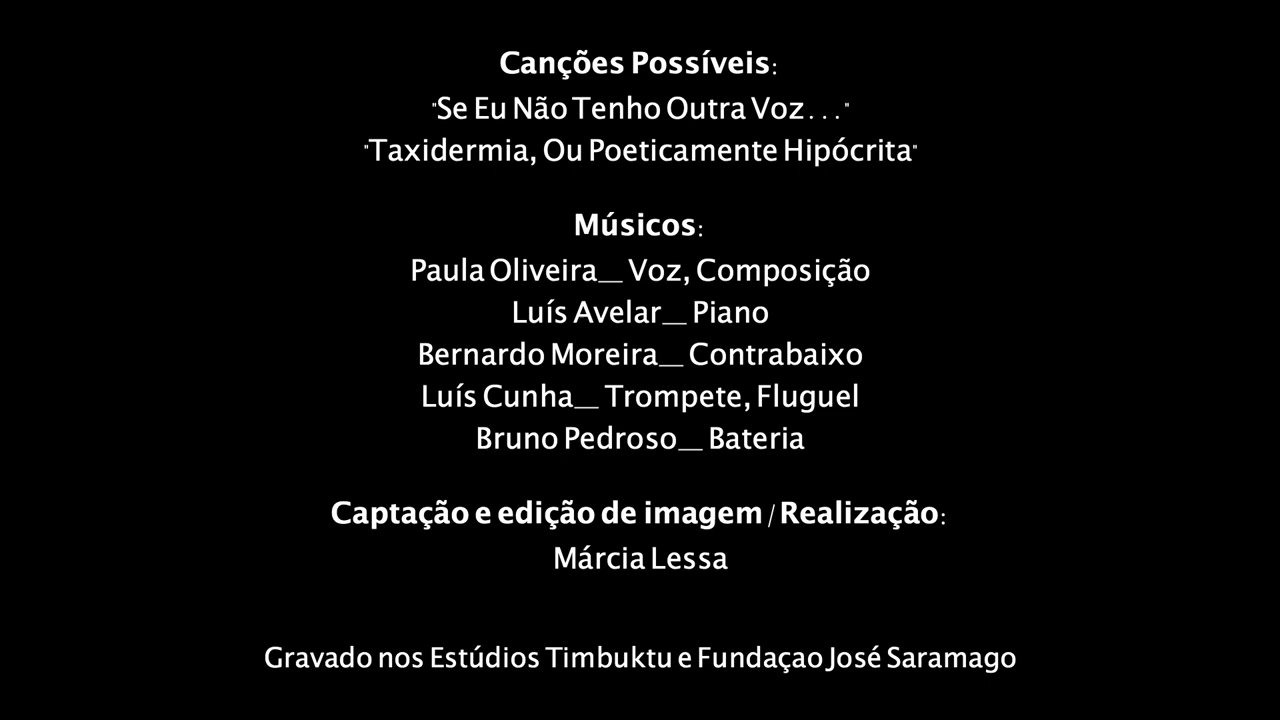 Canções Possíveis:
"Se Eu Não Tenho Outra Voz..."
"Taxidermia, Ou Poeticamente Hipócrita"
Músicos:
Paula Oliveira__ Voz, Composição
Luís Avelar__ Piano
Bernardo Moreira__ Contrabaixo
Luís Cunha__ Trompete, Fluguel
Bruno Pedroso__ Bateria
Captação e edição de imagem / Realização:
Márcia Lessa
Gravado nos Estúdios Timbuktu e Fundaçao José Saramago